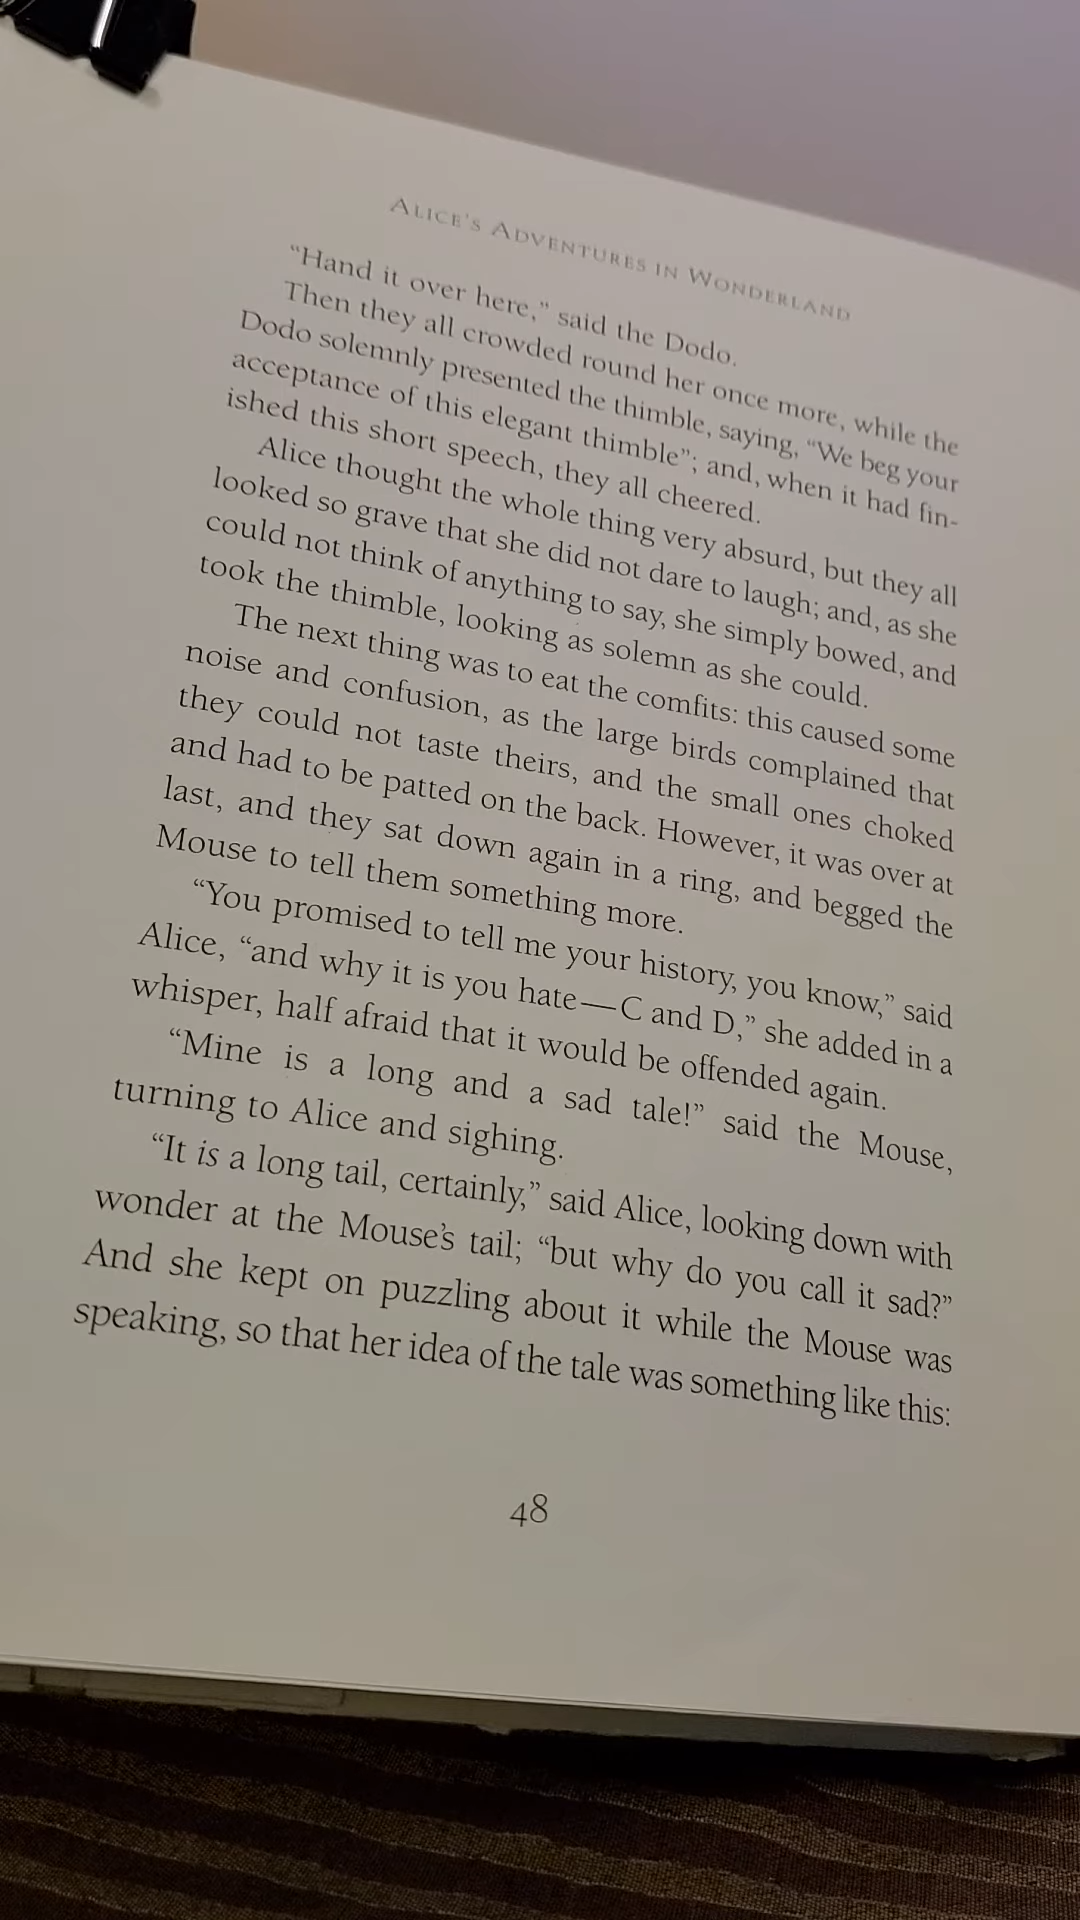 ALICE'S ADVENTURES IN WONDERLAND
“Hand it over here,” said the Dodo.
Then they all crowded round her once more, while the
Dodo solemnly presented the thimble, saying, “We beg your
acceptance of this elegant thimble”; and, when it had fin-
ished this short speech, they all cheered.
Alice thought the whole thing very absurd, but they all
looked so grave that she did not dare to laugh; and, as she
could not think of anything to say, she simply bowed, and
took the thimble, looking as solemn as she could.
The next thing was to eat the comfits: this caused some
noise and confusion, as the large birds complained that
they could not taste theirs, and the small ones choked
and had to be patted on the back. However, it was over at
last, and they sat down again in a ring, and begged the
Mouse to tell them something more.
“You promised to tell me your history, you know,” said
Alice, “and why it is you hate—C and D,” she added in a
whisper, half afraid that it would be offended again.
“Mine is a long and a sad tale!” said the Mouse,
turning to Alice and sighing.
“It is a long tail, certainly,” said Alice, looking down with
wonder at the Mouse's tail; “but why do you call it sad?”
And she kept on puzzling about it while the Mouse was
speaking, so that her idea of the tale was something like this:
48